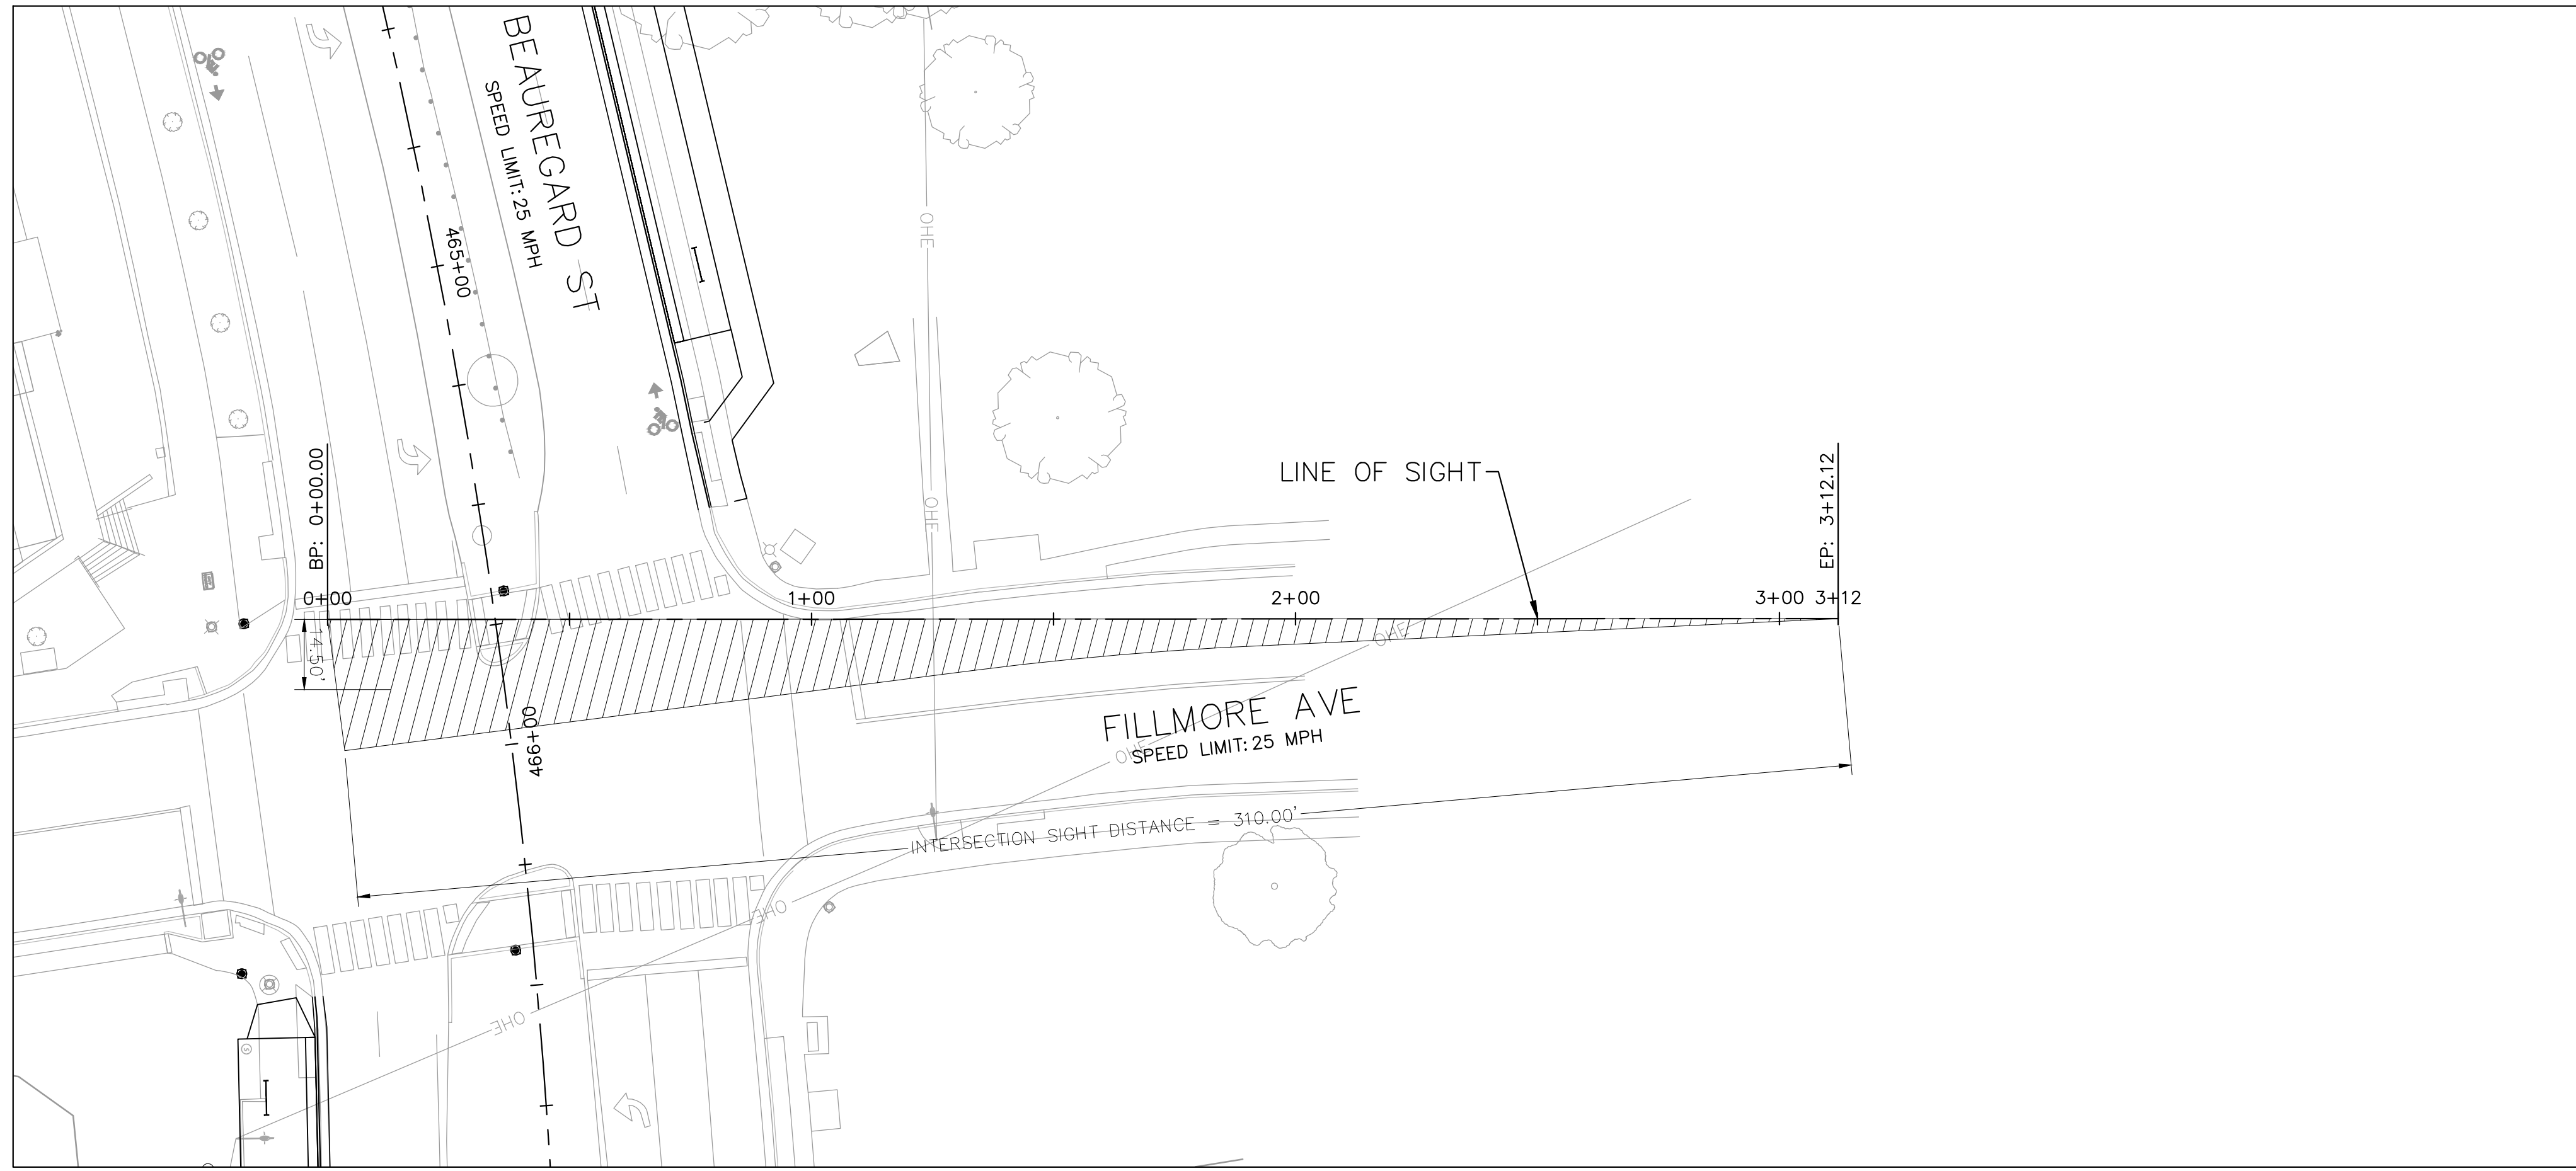 BEAUREGARD ST
SPEED LIMIT:25 MPH
465+00
OHE
OHE
LINE OF SIGHT
BP: 0+00.00
EP: 3+12.12
0+00
1+00
2+00
3+00
3+12
14.50'
OHE
466+00
FILLMORE AVE
OHE
SPEED LIMIT:25 MPH
INTERSECTION SIGHT DISTANCE = 310.00'
OHE
OHE
S